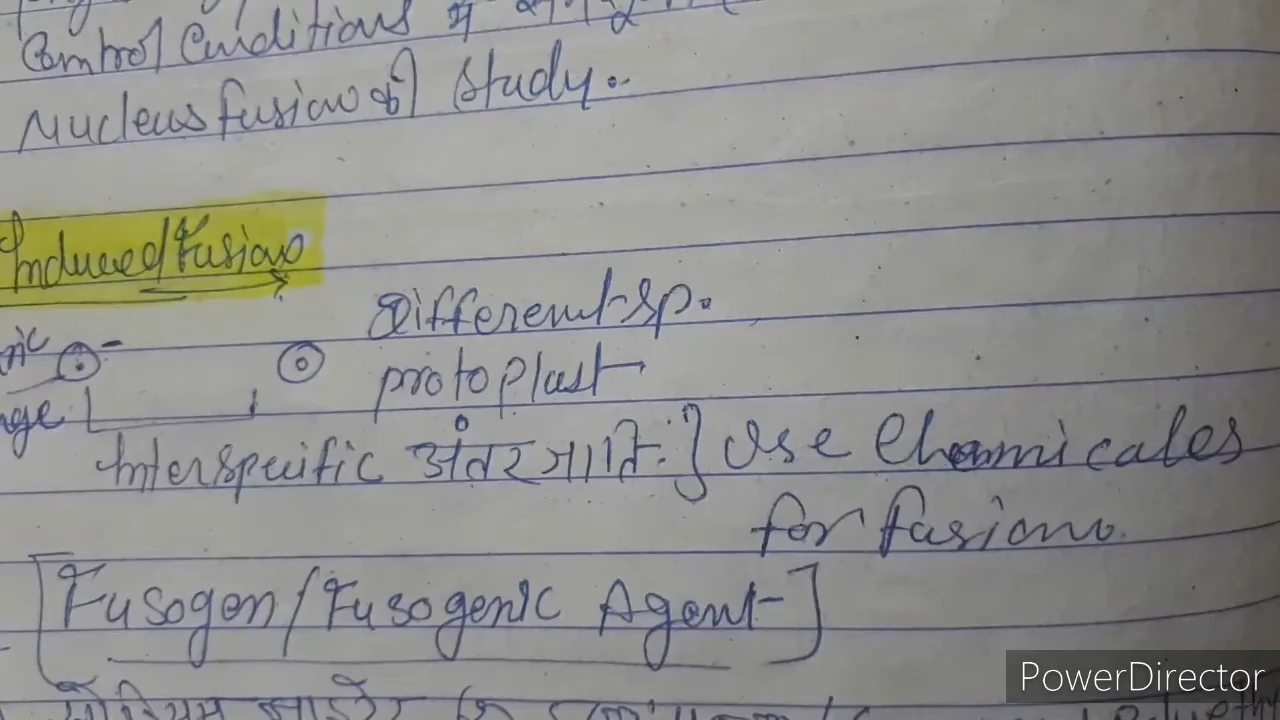 Control Conditions में
Nucleus fusion की study.
Induced Fusion
Different sp.
protoplast
Interspecific अंतरजाति } Use Chemicales
for fusion.
[Fusogen/Fusogenic Agent]
PowerDirector